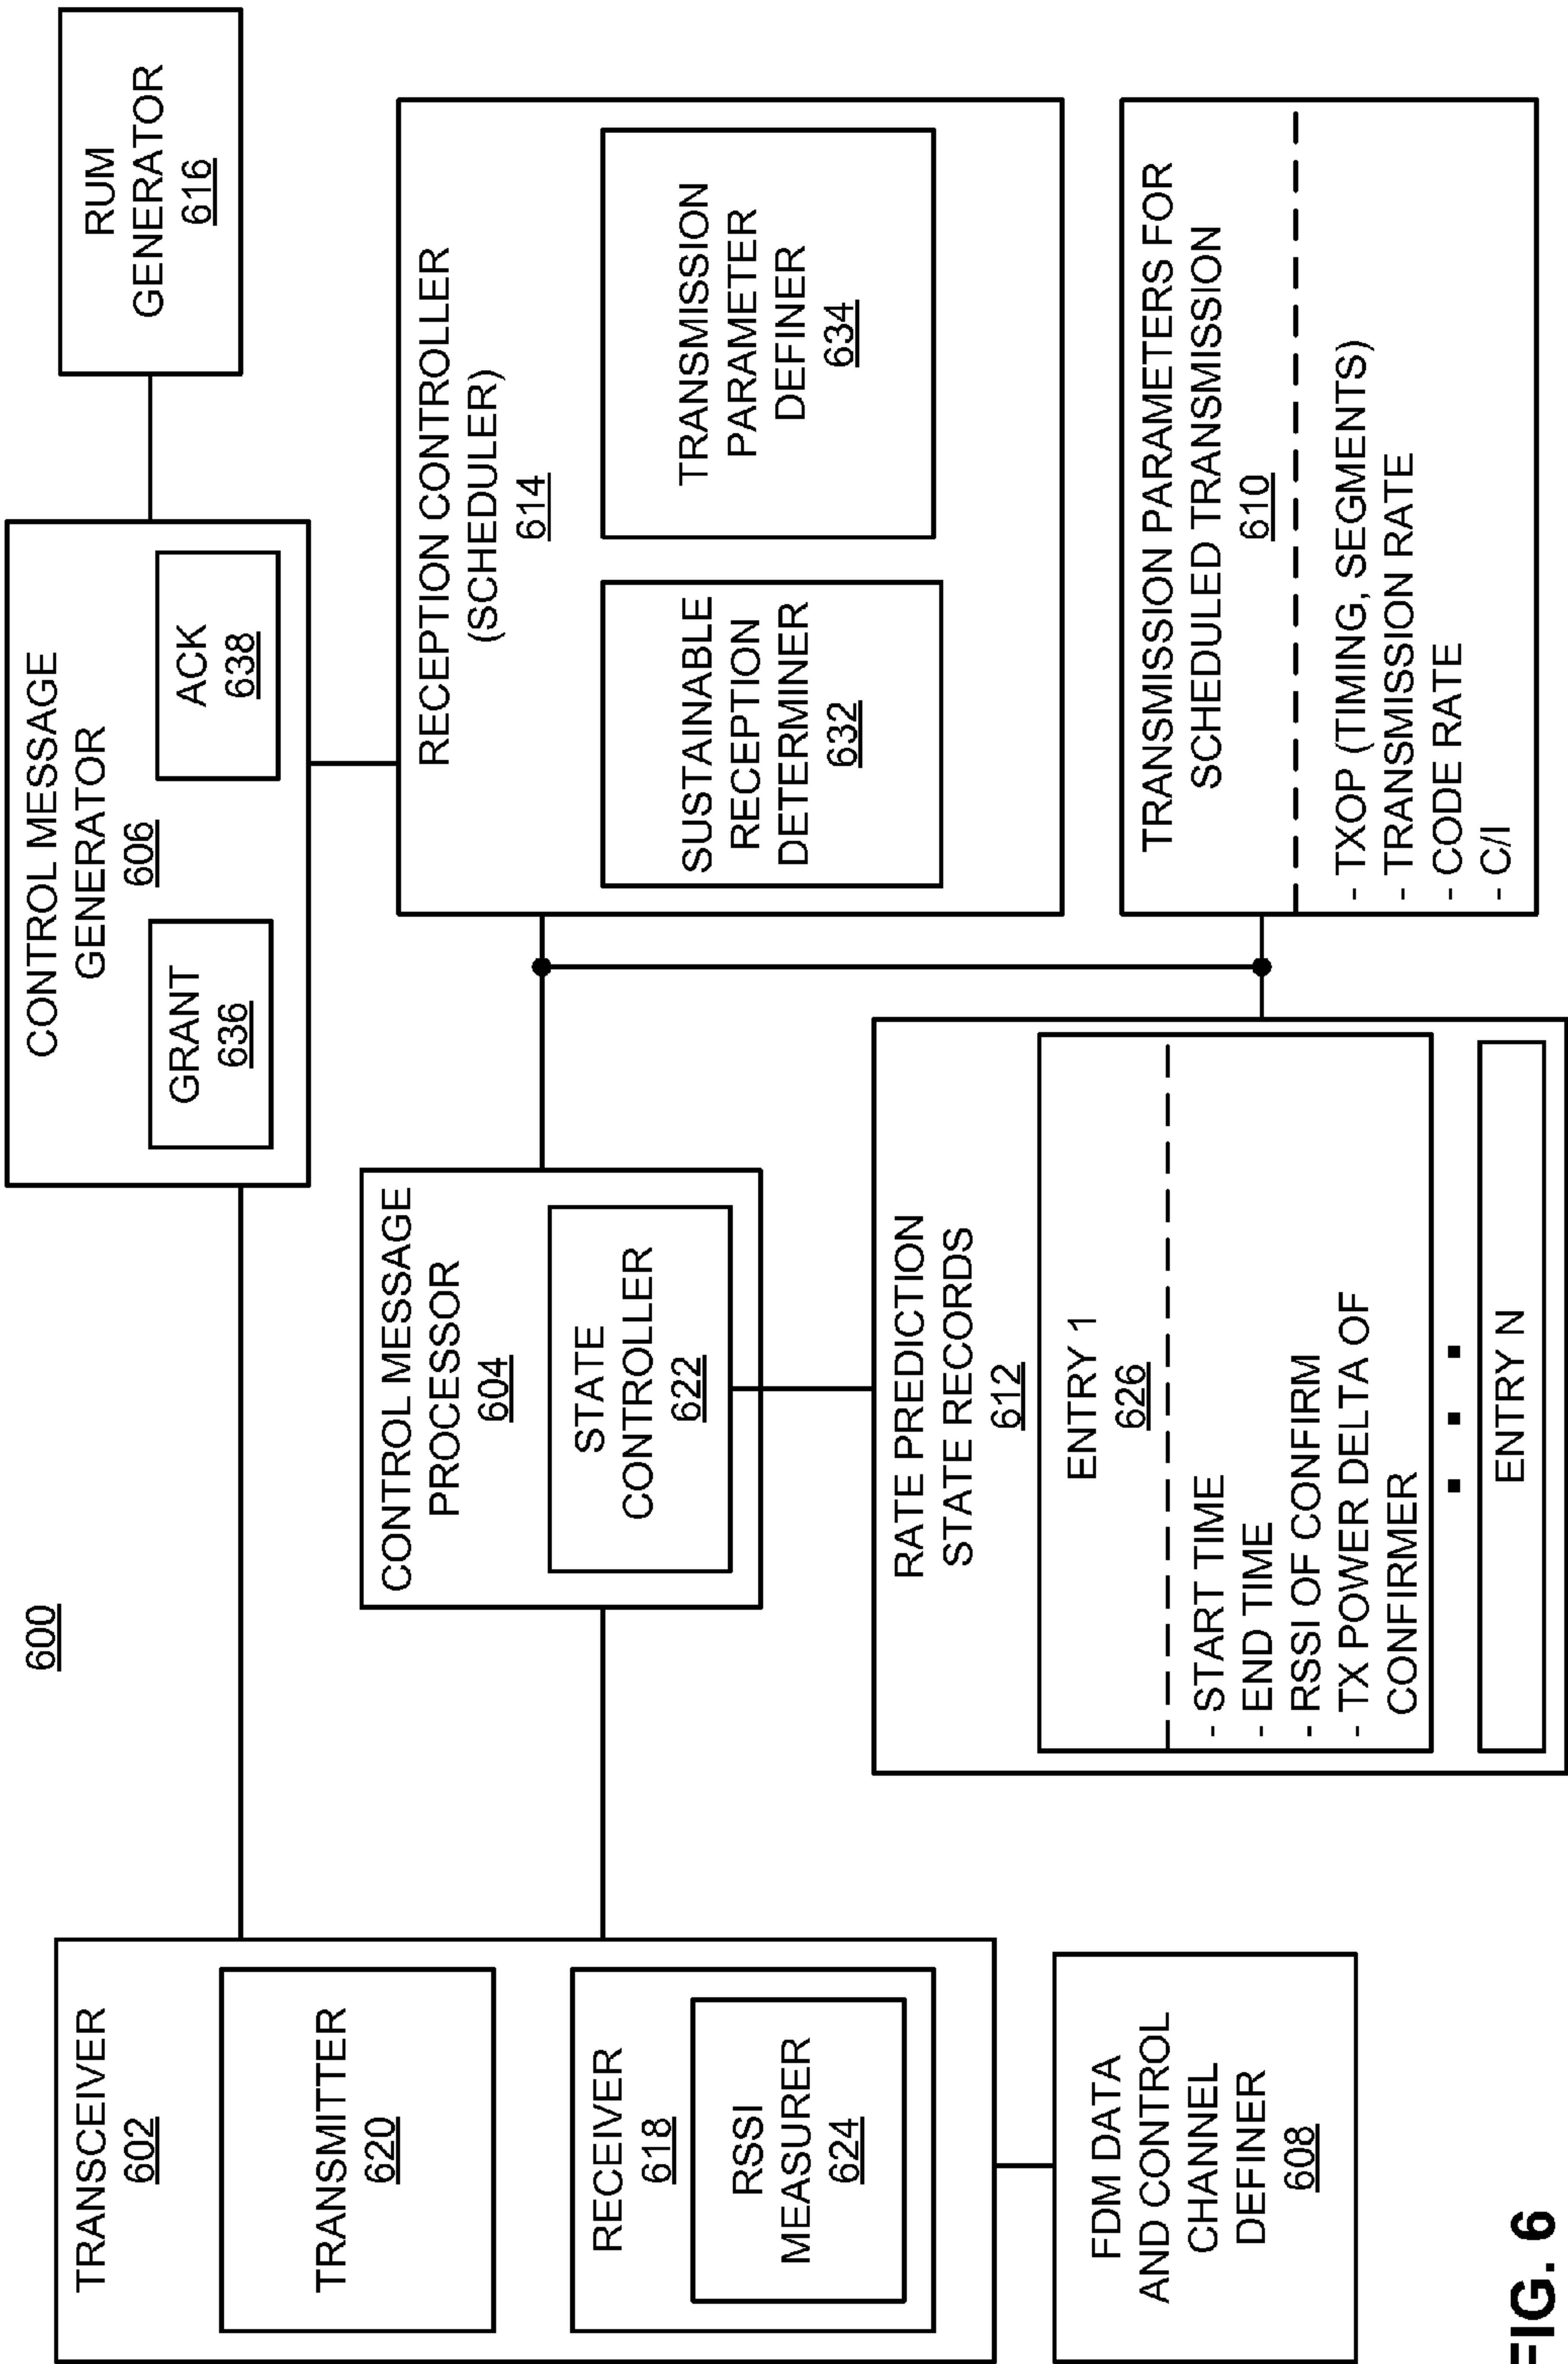 600
TRANSCEIVER
602
TRANSMITTER
620
RECEIVER
618
RSSI
MEASURER
624
FDM DATA
AND CONTROL
CHANNEL
DEFINER
608
CONTROL MESSAGE
PROCESSOR
604
STATE
CONTROLLER
622
RATE PREDICTION
STATE RECORDS
612
ENTRY 1
626
- START TIME
- END TIME
- RSSI OF CONFIRM
- TX POWER DELTA OF
CONFIRMER
ENTRY N
CONTROL MESSAGE
GENERATOR
606
GRANT
636
ACK
638
RUM
GENERATOR
616
RECEPTION CONTROLLER
(SCHEDULER)
614
SUSTAINABLE
RECEPTION
DETERMINER
632
TRANSMISSION
PARAMETER
DEFINER
634
TRANSMISSION PARAMETERS FOR
SCHEDULED TRANSMISSION
610
- TXOP (TIMING, SEGMENTS)
- TRANSMISSION RATE
- CODE RATE
- C/I
FIG. 6